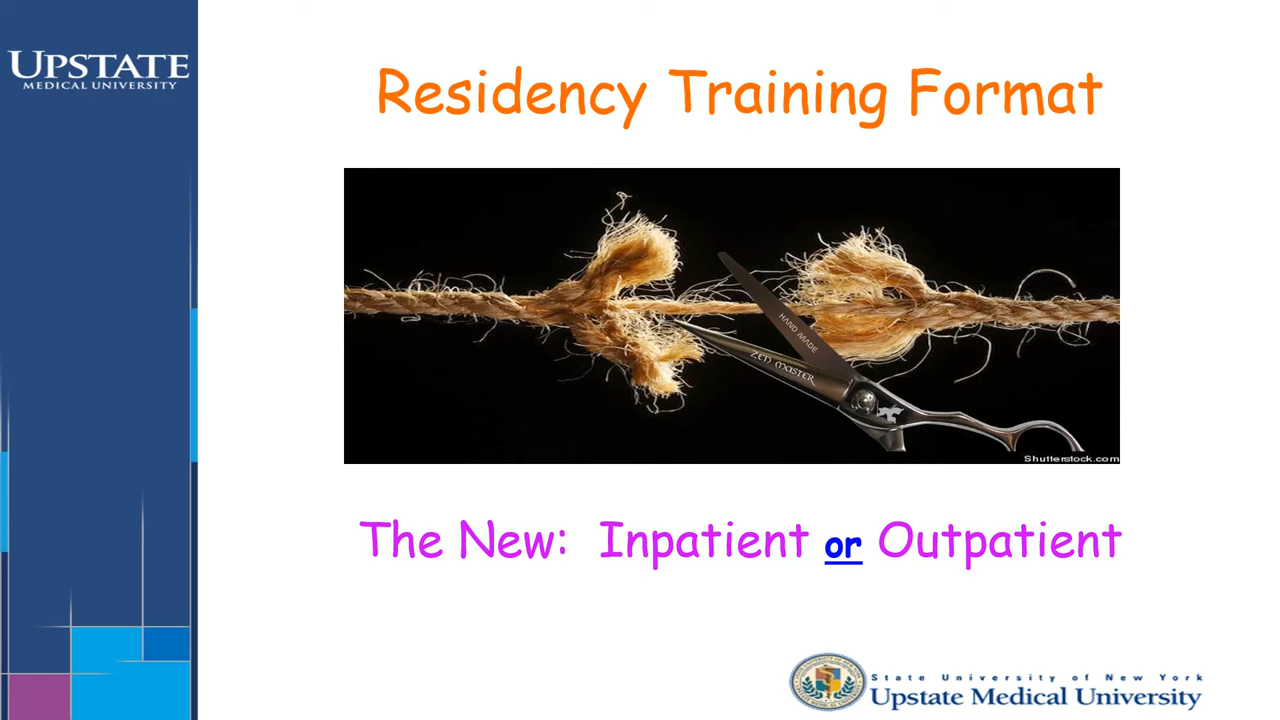 UPSTATE
MEDICAL UNIVERSITY
Residency Training Format
HAND MADE
ZEN MASTER
Shutterstock.com
The New: Inpatient or Outpatient
State University of New York
Upstate Medical University